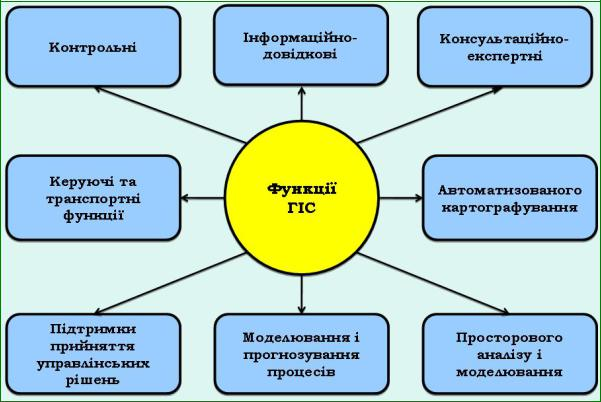 Контрольні
Інформаційно-
довідкові
Консультаційно-
експертні
Керуючі та
транспортні
функції
Функції
ГІС
Автоматизованого
картографування
Підтримки
прийняття
управлінських
рішень
Моделювання і
прогнозування
процесів
Просторового
аналізу і
моделювання